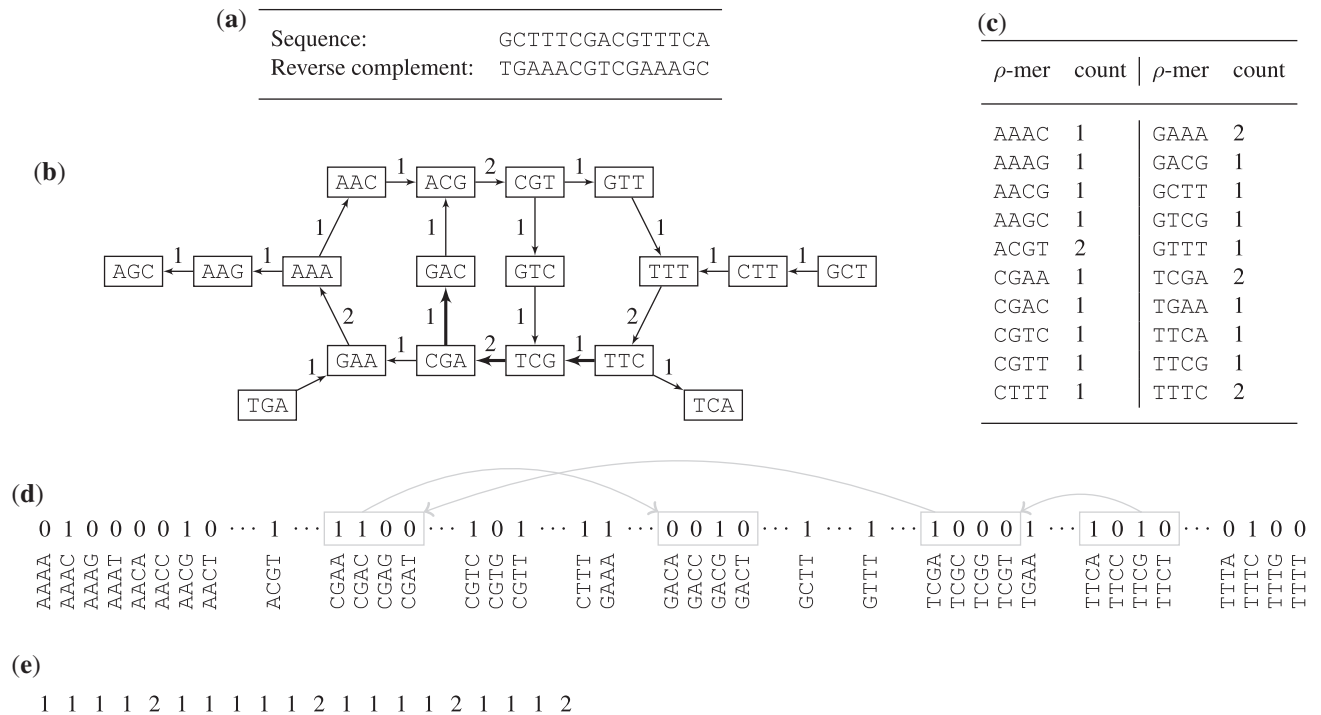 (a)
Sequence: GCTTTCGACGTTTCA
Reverse complement: TGAAACGTCGAAAGC
(b)
1 2 1
AAC ACG CGT GTT
1 1 1 1
1 1 1 1
AGC AAG AAA GAC GTC TTT CTT GCT
2 1 1 2
1 2 1
GAA CGA TCG TTC
1 1
TGA TCA
(c)
ρ-mer count ρ-mer count
AAAC 1 GAAA 2
AAAG 1 GACG 1
AACG 1 GCTT 1
AAGC 1 GTCG 1
ACGT 2 GTTT 1
CGAA 1 TCGA 2
CGAC 1 TGAA 1
CGTC 1 TTCA 1
CGTT 1 TTCG 1
CTTT 1 TTTC 2
(d)
0 1 0 0 0 0 1 0 ··· 1 ··· 1 1 0 0 ··· 1 0 1 ··· 1 1 ··· 0 0 1 0 ··· 1 ··· 1 ··· 1 0 0 0 1 ··· 1 0 1 0 ··· 0 1 0 0
AAAA AAAC AAAG AAAT AACA AACC AACG AACT ACGT CGAA CGAC CGAG CGAT CGTC CGTG CGTT CTTT GAAA GACA GACC GACG GACT GCTT GTTT TCGA TCGC TCGG TCGT TGAA TTCA TTCC TTCG TTCT TTTA TTTC TTTG TTTT
(e)
1 1 1 1 2 1 1 1 1 1 2 1 1 1 1 2 1 1 1 2